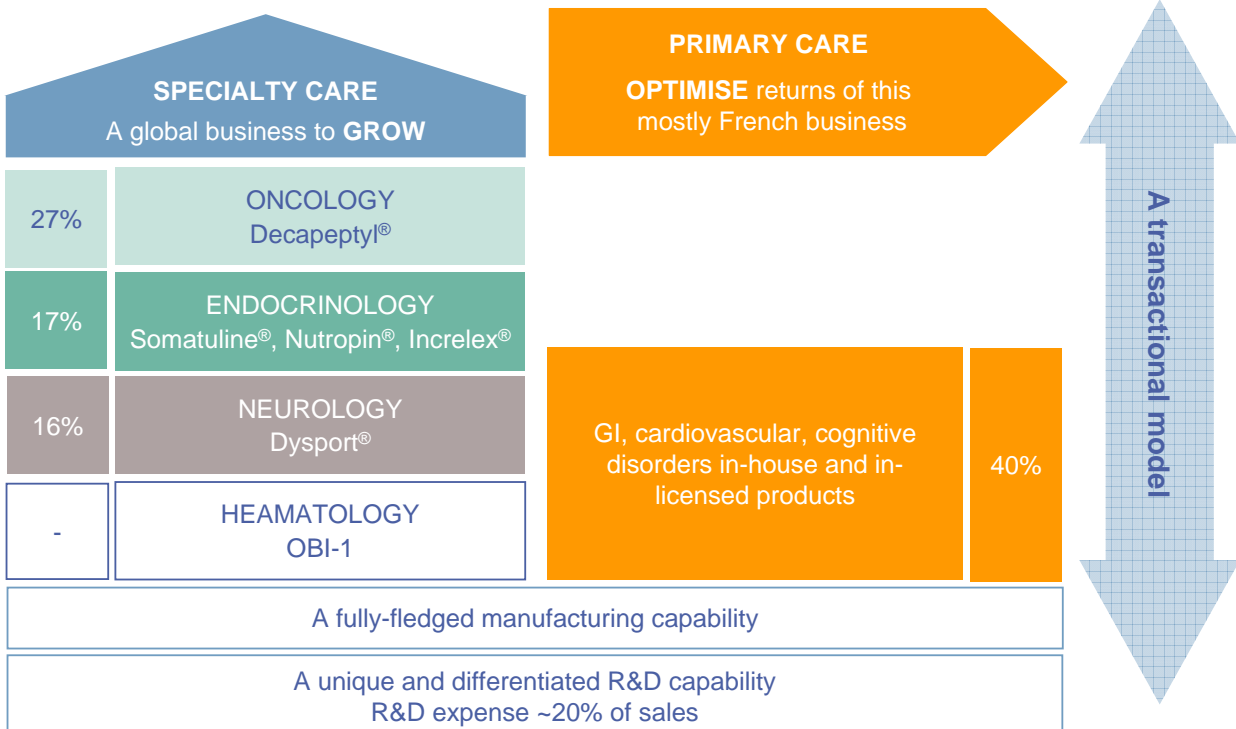 SPECIALTY CARE
A global business to GROW
PRIMARY CARE
OPTIMISE returns of this
mostly French business
27%
ONCOLOGY
Decapeptyl®
17%
ENDOCRINOLOGY
Somatuline®, Nutropin®, Increlex®
16%
NEUROLOGY
Dysport®
-
HEAMATOLOGY
OBI-1
GI, cardiovascular, cognitive
disorders in-house and in-
licensed products
40%
A transactional model
A fully-fledged manufacturing capability
A unique and differentiated R&D capability
R&D expense ~20% of sales